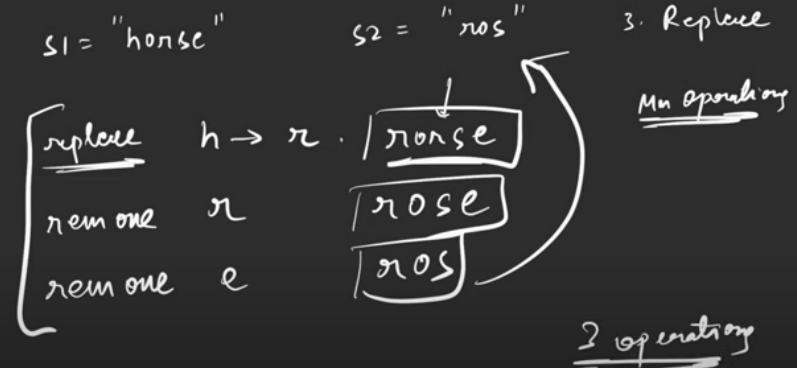 S1 = "horse" S2 = "ros" 3. Replace
Min operations
replace h → r . rorse
remove r rose
remove e ros
3 operations